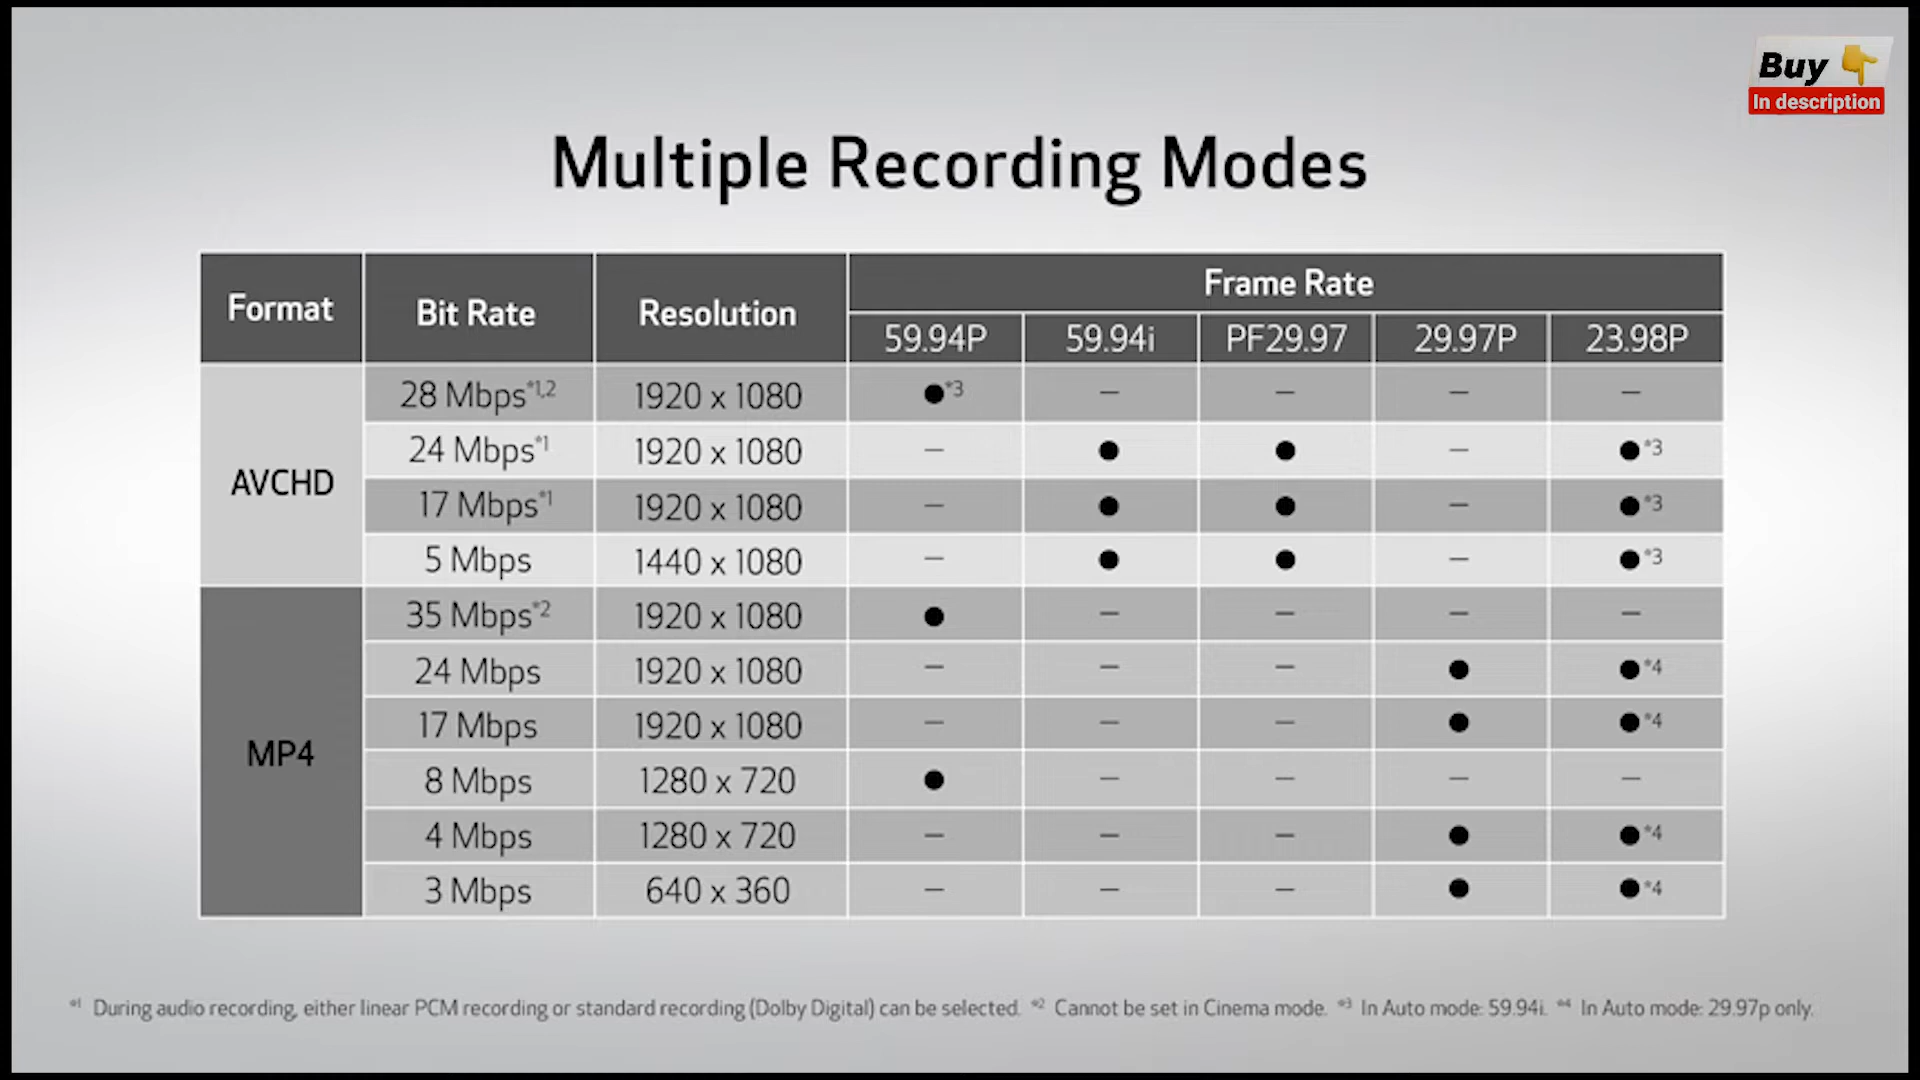 Buy 👇
In description
Multiple Recording Modes
Format Bit Rate Resolution Frame Rate
59.94P 59.94i PF29.97 29.97P 23.98P
AVCHD
28 Mbps*1,2 1920 x 1080 ●*3 – – – –
24 Mbps*1 1920 x 1080 – ● ● – ●*3
17 Mbps*1 1920 x 1080 – ● ● – ●*3
5 Mbps 1440 x 1080 – ● ● – ●*3
MP4
35 Mbps*2 1920 x 1080 ● – – – –
24 Mbps 1920 x 1080 – – – ● ●*4
17 Mbps 1920 x 1080 – – – ● ●*4
8 Mbps 1280 x 720 ● – – – –
4 Mbps 1280 x 720 – – – ● ●*4
3 Mbps 640 x 360 – – – ● ●*4
*1 During audio recording, either linear PCM recording or standard recording (Dolby Digital) can be selected. *2 Cannot be set in Cinema mode. *3 In Auto mode: 59.94i. *4 In Auto mode: 29.97p only.